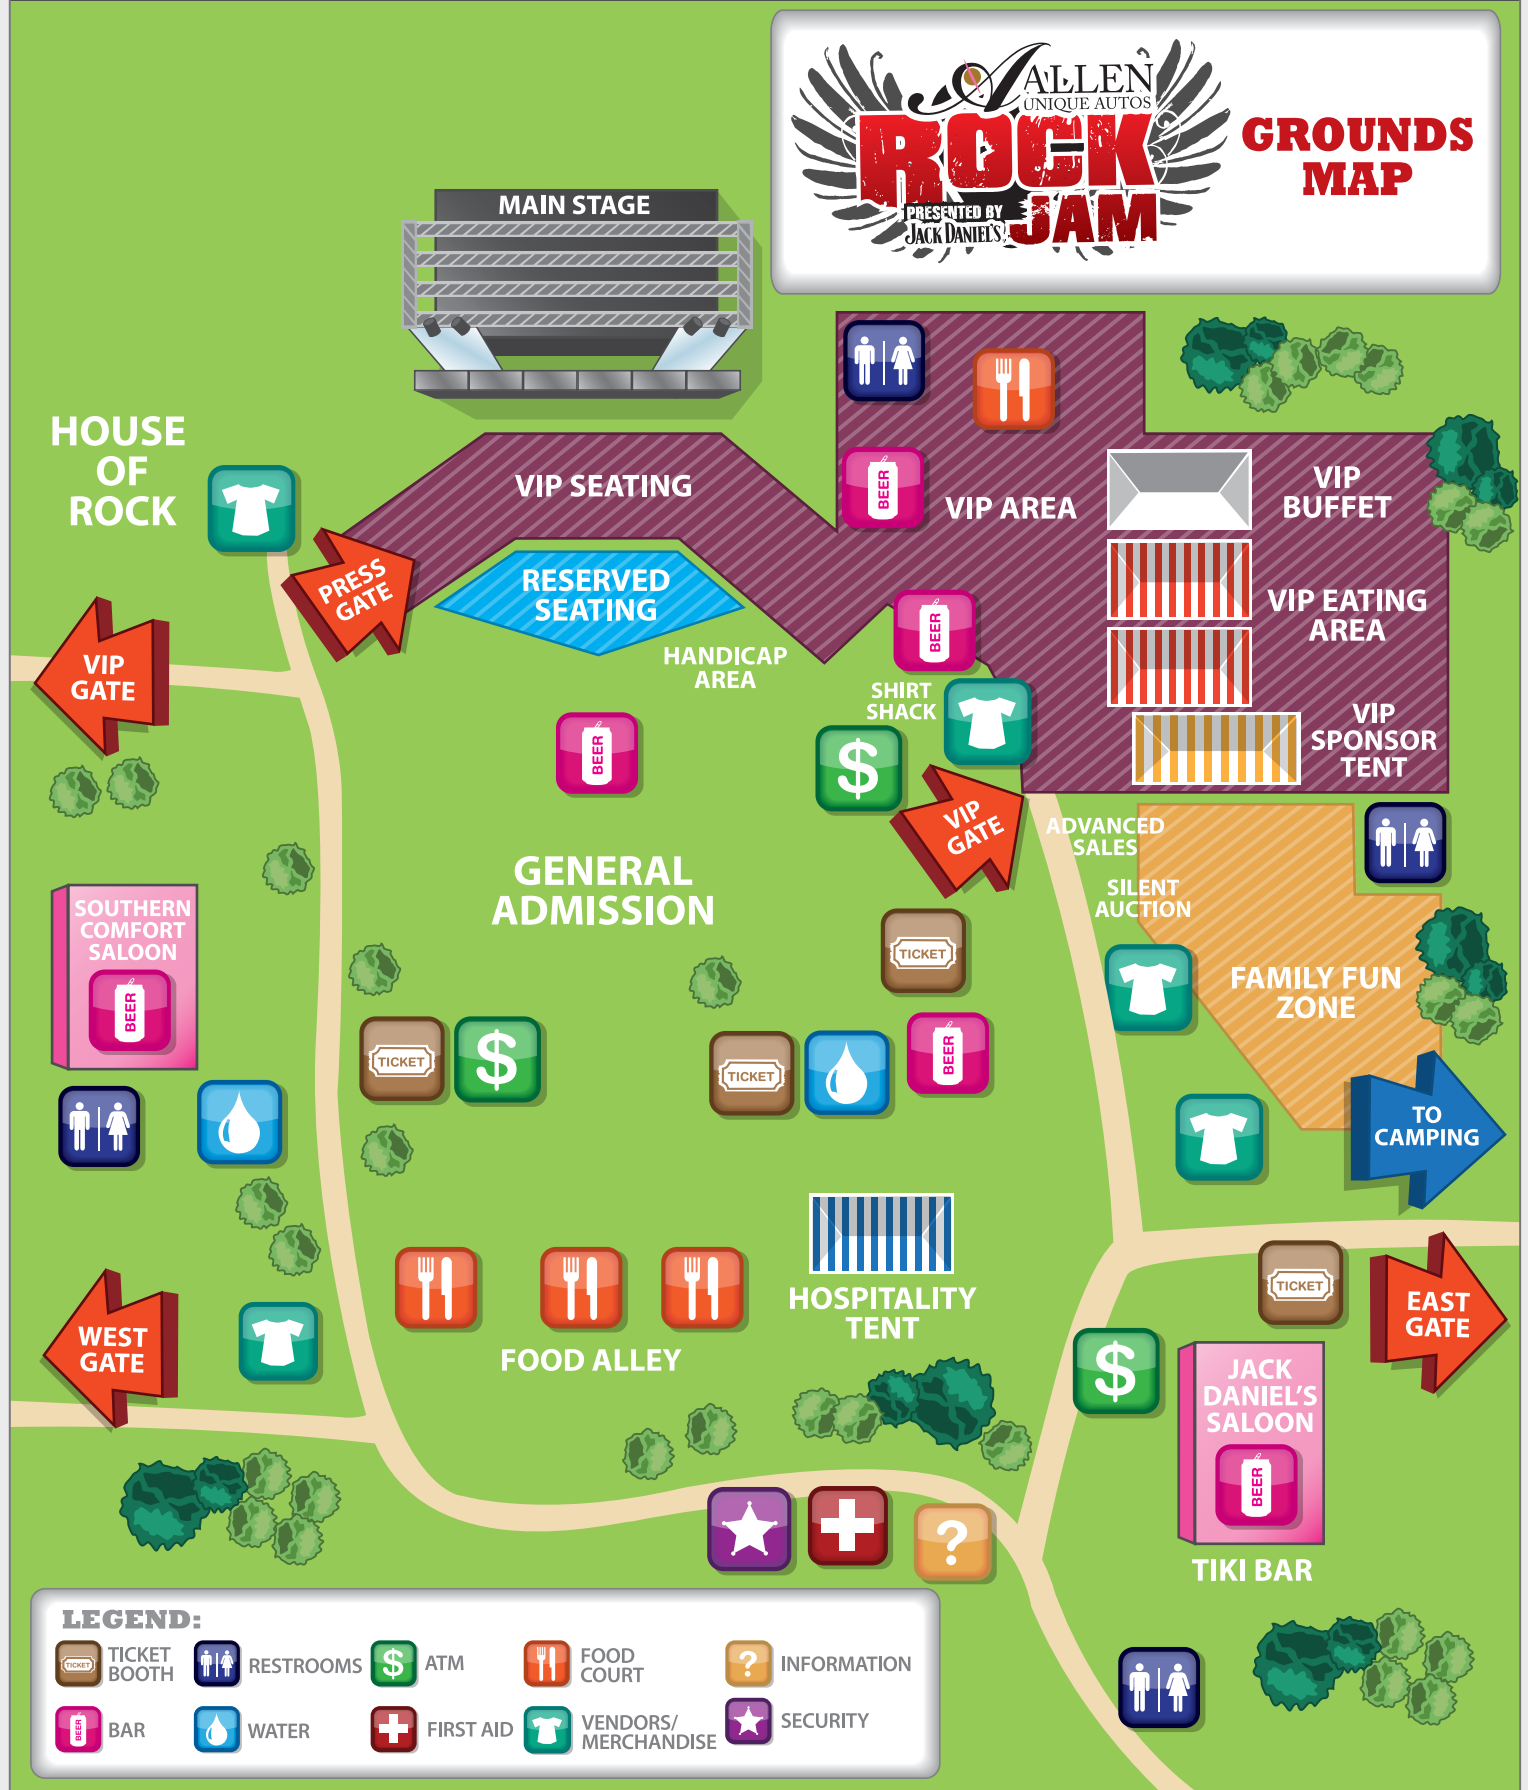 ALLEN
UNIQUE AUTOS
ROCK
PRESENTED BY
JACK DANIEL'S
JAM
GROUNDS
MAP
MAIN STAGE
HOUSE
OF
ROCK
VIP SEATING
BEER
VIP AREA
VIP
BUFFET
PRESS
GATE
RESERVED
SEATING
VIP EATING
AREA
BEER
HANDICAP
AREA
VIP
GATE
SHIRT
SHACK
BEER
$
VIP
SPONSOR
TENT
VIP
GATE
ADVANCED
SALES
GENERAL
ADMISSION
SILENT
AUCTION
SOUTHERN
COMFORT
SALOON
BEER
TICKET
FAMILY FUN
ZONE
TICKET
$
TICKET
BEER
TO
CAMPING
HOSPITALITY
TENT
FOOD ALLEY
TICKET
EAST
GATE
WEST
GATE
$
JACK
DANIEL'S
SALOON
BEER
TIKI BAR
?
LEGEND:
TICKET
TICKET
BOOTH
RESTROOMS
$
ATM
FOOD
COURT
?
INFORMATION
BEER
BAR
WATER
FIRST AID
VENDORS/
MERCHANDISE
SECURITY